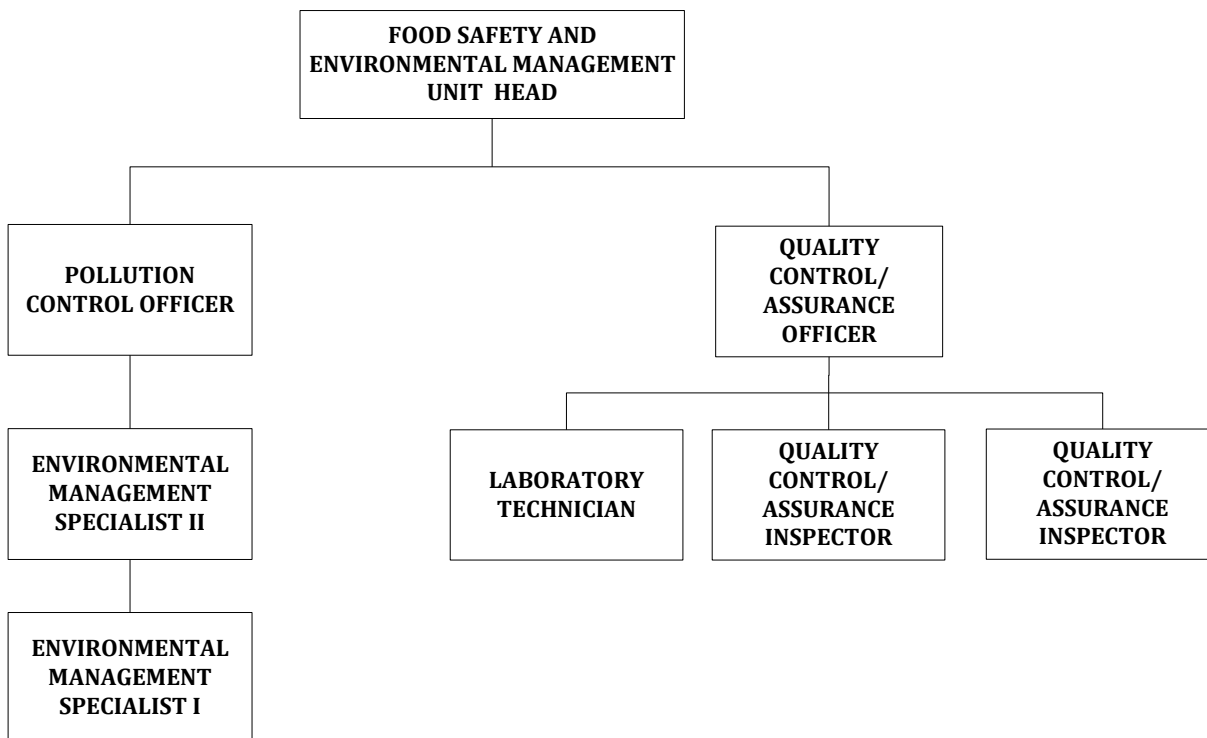 FOOD SAFETY AND
ENVIRONMENTAL MANAGEMENT
UNIT HEAD
POLLUTION
CONTROL OFFICER
QUALITY
CONTROL/
ASSURANCE
OFFICER
ENVIRONMENTAL
MANAGEMENT
SPECIALIST II
LABORATORY
TECHNICIAN
QUALITY
CONTROL/
ASSURANCE
INSPECTOR
QUALITY
CONTROL/
ASSURANCE
INSPECTOR
ENVIRONMENTAL
MANAGEMENT
SPECIALIST I